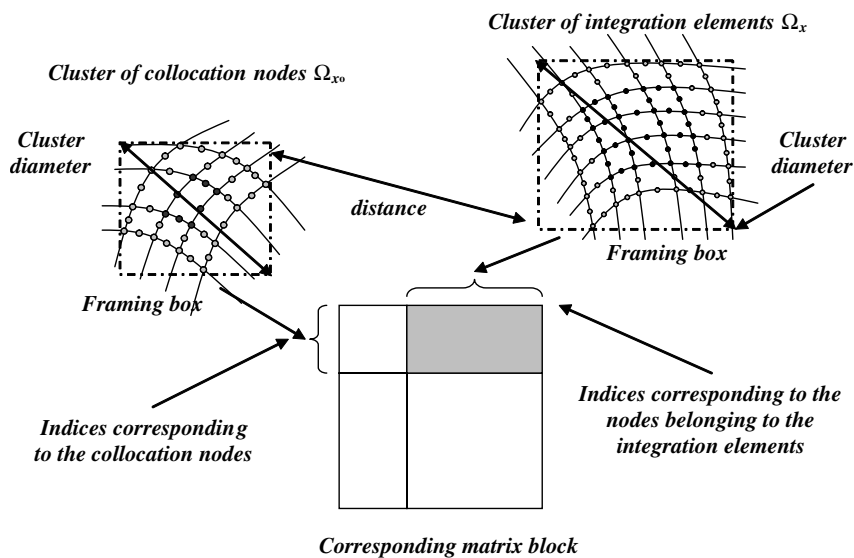 Cluster of integration elements Ωx
Cluster of collocation nodes Ωx₀
Cluster
diameter
Cluster
diameter
distance
Framing box
Framing box
Indices corresponding
to the collocation nodes
Indices corresponding to the
nodes belonging to the
integration elements
Corresponding matrix block